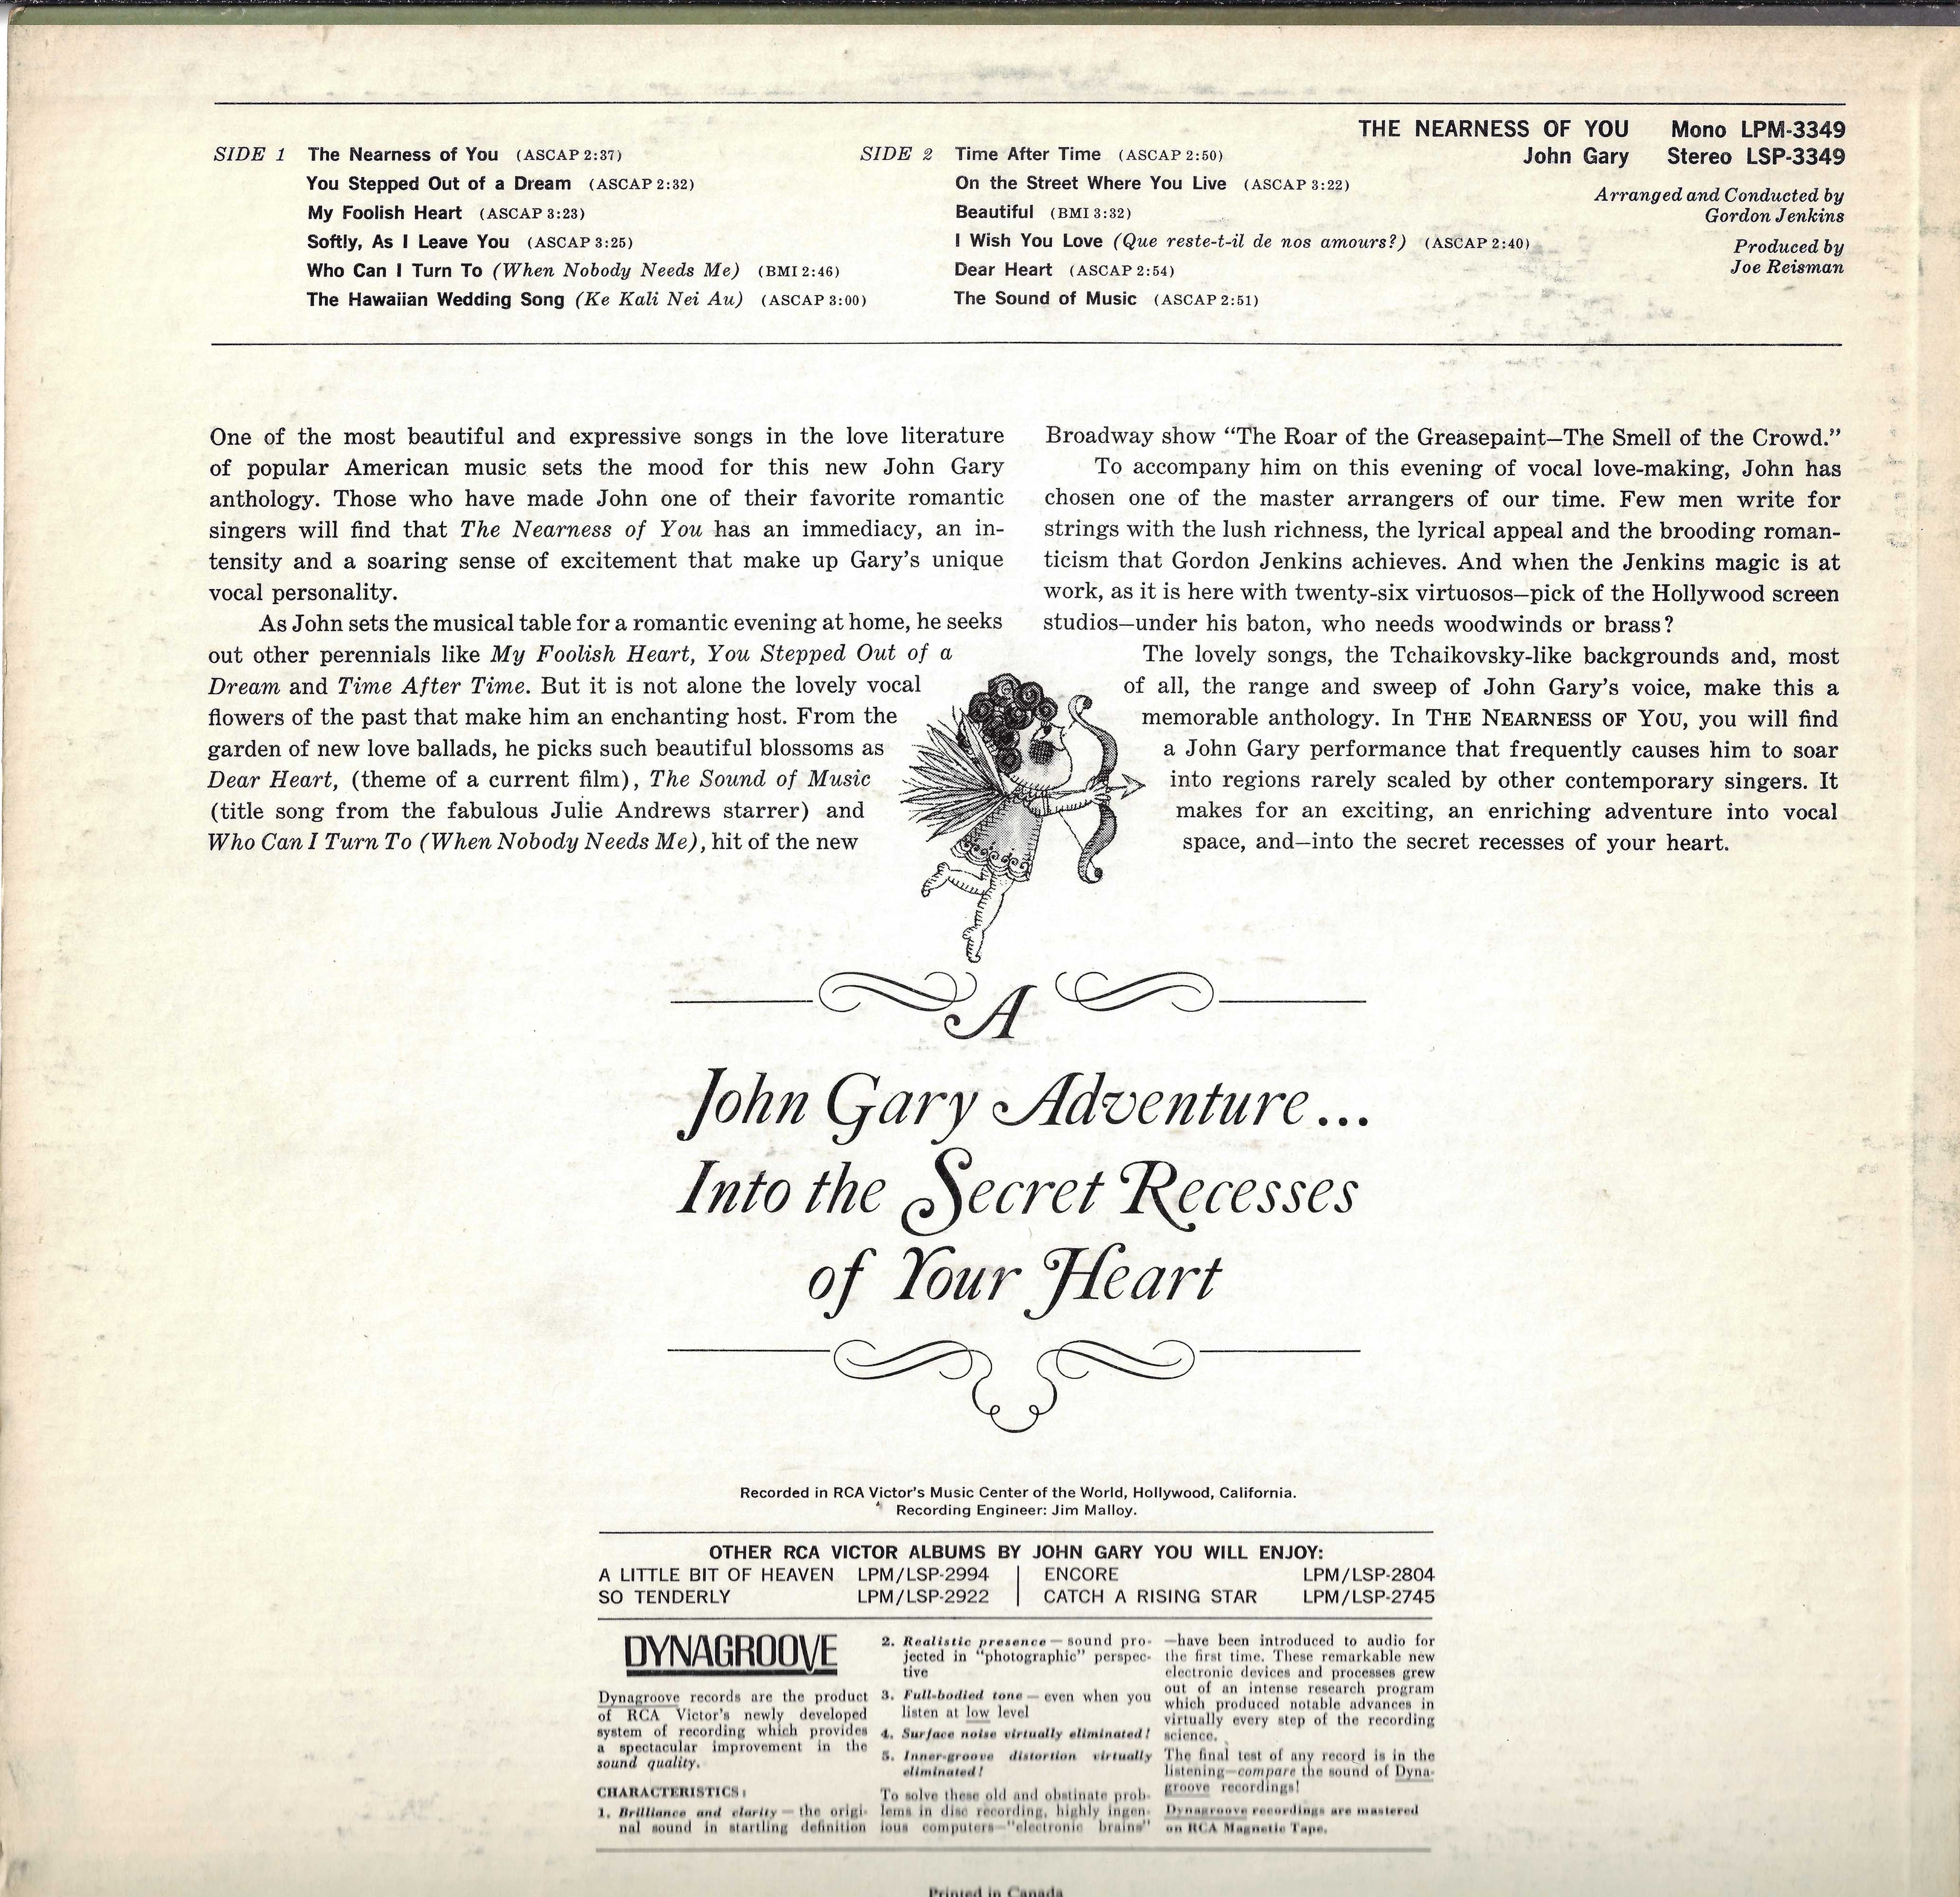 THE NEARNESS OF YOU Mono LPM-3349
John Gary Stereo LSP-3349
Arranged and Conducted by
Gordon Jenkins
Produced by
Joe Reisman
SIDE 1 The Nearness of You (ASCAP 2:37)
You Stepped Out of a Dream (ASCAP 2:32)
My Foolish Heart (ASCAP 3:23)
Softly, As I Leave You (ASCAP 3:25)
Who Can I Turn To (When Nobody Needs Me) (BMI 2:46)
The Hawaiian Wedding Song (Ke Kali Nei Au) (ASCAP 3:00)
SIDE 2 Time After Time (ASCAP 2:50)
On the Street Where You Live (ASCAP 3:22)
Beautiful (BMI 3:32)
I Wish You Love (Que reste-t-il de nos amours?) (ASCAP 2:40)
Dear Heart (ASCAP 2:54)
The Sound of Music (ASCAP 2:51)
One of the most beautiful and expressive songs in the love literature
of popular American music sets the mood for this new John Gary
anthology. Those who have made John one of their favorite romantic
singers will find that The Nearness of You has an immediacy, an in-
tensity and a soaring sense of excitement that make up Gary's unique
vocal personality.
As John sets the musical table for a romantic evening at home, he seeks
out other perennials like My Foolish Heart, You Stepped Out of a
Dream and Time After Time. But it is not alone the lovely vocal
flowers of the past that make him an enchanting host. From the
garden of new love ballads, he picks such beautiful blossoms as
Dear Heart, (theme of a current film), The Sound of Music
(title song from the fabulous Julie Andrews starrer) and
Who Can I Turn To (When Nobody Needs Me), hit of the new
Broadway show "The Roar of the Greasepaint—The Smell of the Crowd."
To accompany him on this evening of vocal love-making, John has
chosen one of the master arrangers of our time. Few men write for
strings with the lush richness, the lyrical appeal and the brooding roman-
ticism that Gordon Jenkins achieves. And when the Jenkins magic is at
work, as it is here with twenty-six virtuosos—pick of the Hollywood screen
studios—under his baton, who needs woodwinds or brass?
The lovely songs, the Tchaikovsky-like backgrounds and, most
of all, the range and sweep of John Gary's voice, make this a
memorable anthology. In THE NEARNESS OF YOU, you will find
a John Gary performance that frequently causes him to soar
into regions rarely scaled by other contemporary singers. It
makes for an exciting, an enriching adventure into vocal
space, and—into the secret recesses of your heart.
A
John Gary Adventure...
Into the Secret Recesses
of Your Heart
Recorded in RCA Victor's Music Center of the World, Hollywood, California.
Recording Engineer: Jim Malloy.
OTHER RCA VICTOR ALBUMS BY JOHN GARY YOU WILL ENJOY:
A LITTLE BIT OF HEAVEN LPM/LSP-2994 ENCORE LPM/LSP-2804
SO TENDERLY LPM/LSP-2922 CATCH A RISING STAR LPM/LSP-2745
DYNAGROOVE
Dynagroove records are the product
of RCA Victor's newly developed
system of recording which provides
a spectacular improvement in the
sound quality.
CHARACTERISTICS:
1. Brilliance and clarity — the origi-
nal sound in startling definition
2. Realistic presence — sound pro-
jected in "photographic" perspec-
tive
3. Full-bodied tone — even when you
listen at low level
4. Surface noise virtually eliminated!
5. Inner-groove distortion virtually
eliminated!
To solve these old and obstinate prob-
lems in disc recording, highly ingen-
ious computers—"electronic brains"
—have been introduced to audio for
the first time. These remarkable new
electronic devices and processes grew
out of an intense research program
which produced notable advances in
virtually every step of the recording
science.
The final test of any record is in the
listening—compare the sound of Dyna-
groove recordings!
Dynagroove recordings are mastered
on RCA Magnetic Tape.
Printed in Canada